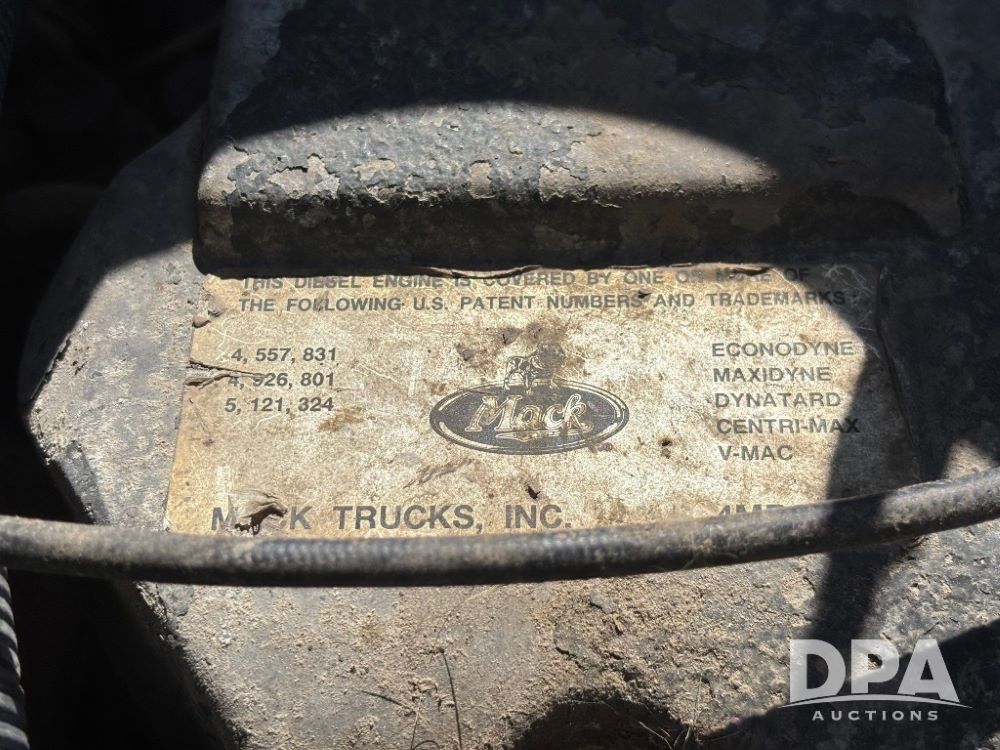 THIS DIESEL ENGINE IS COVERED BY ONE OR MORE OF
THE FOLLOWING U.S. PATENT NUMBERS AND TRADEMARKS:
4, 557, 831
4, 926, 801
5, 121, 324
Mack
ECONODYNE
MAXIDYNE
DYNATARD
CENTRI-MAX
V-MAC
MACK TRUCKS, INC.
DPA
AUCTIONS